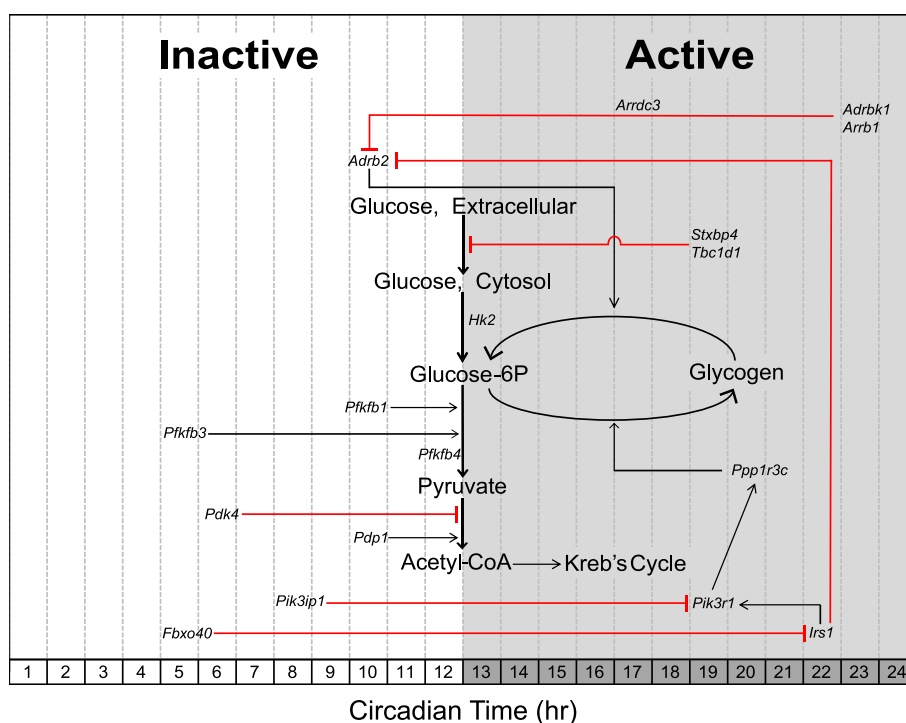 Inactive Active
Arrdc3
Adrbk1
Arrb1
Adrb2
Glucose, Extracellular
Stxbp4
Tbc1d1
Glucose, Cytosol
Hk2
Glucose-6P
Glycogen
Pfkfb1
Pfkfb3
Pfkfb4
Ppp1r3c
Pyruvate
Pdk4
Pdp1
Acetyl-CoA Kreb's Cycle
Pik3ip1
Pik3r1
Fbxo40
Irs1
1 2 3 4 5 6 7 8 9 10 11 12 13 14 15 16 17 18 19 20 21 22 23 24
Circadian Time (hr)